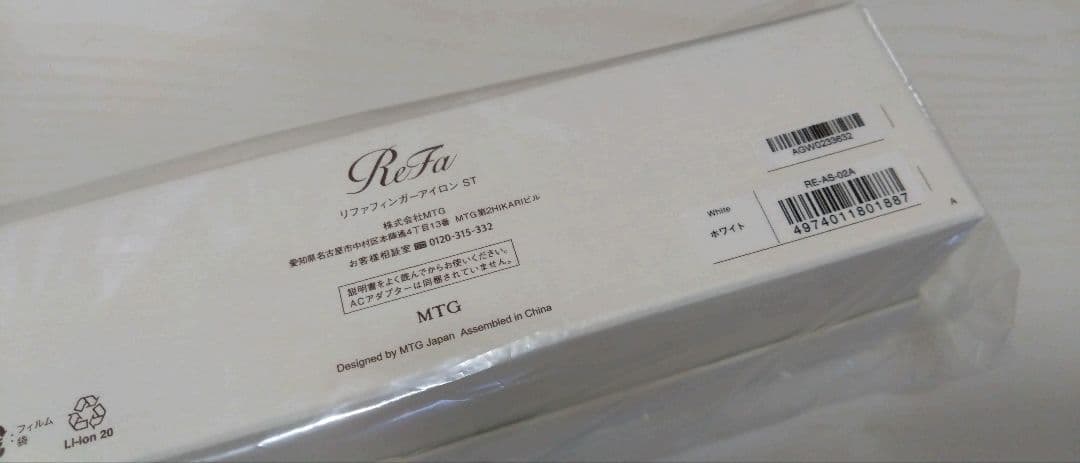 ReFa
リファフィンガーアイロン ST
株式会社MTG
愛知県名古屋市中村区本陣通4丁目13番 MTG第2HIKARIビル
お客様相談室 0120-315-332
説明書をよく読んでからお使いください。
ACアダプターは同梱されていません。
MTG
Designed by MTG Japan Assembled in China
AGW0233632
RE-AS-02A
White
ホワイト
4974011801887
A
:フィルム
袋
Li-ion 20